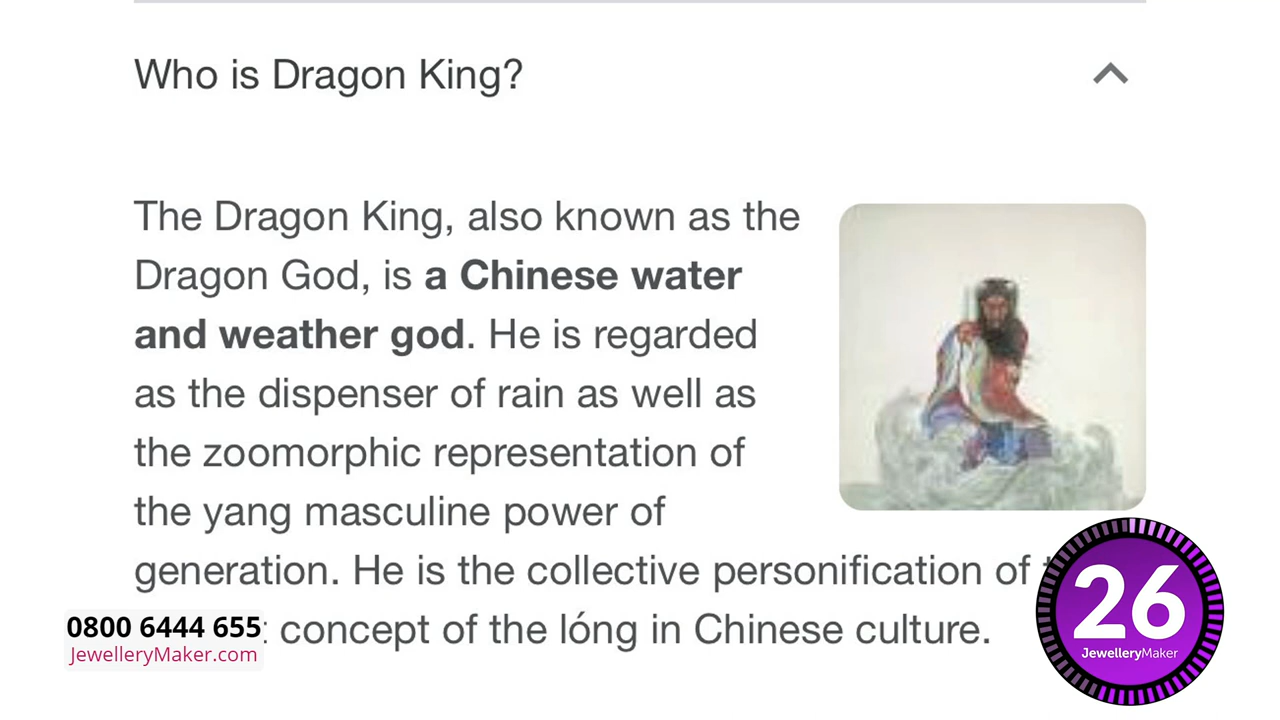 Who is Dragon King?
The Dragon King, also known as the
Dragon God, is a Chinese water
and weather god. He is regarded
as the dispenser of rain as well as
the zoomorphic representation of
the yang masculine power of
generation. He is the collective personification of
concept of the lóng in Chinese culture.
0800 6444 655
JewelleryMaker.com
26
JewelleryMaker